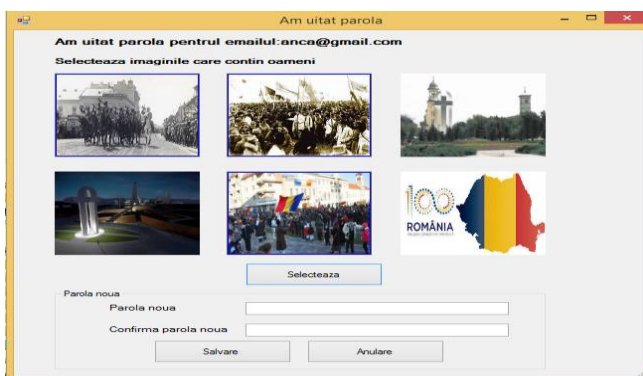 Am uitat parola
Am uitat parola pentrul emailul:anca@gmail.com
Selecteaza imaginile care contin oameni
100
ROMÂNIA
Selecteaza
Parola noua
Parola noua
Confirma parola noua
Salvare Anulare